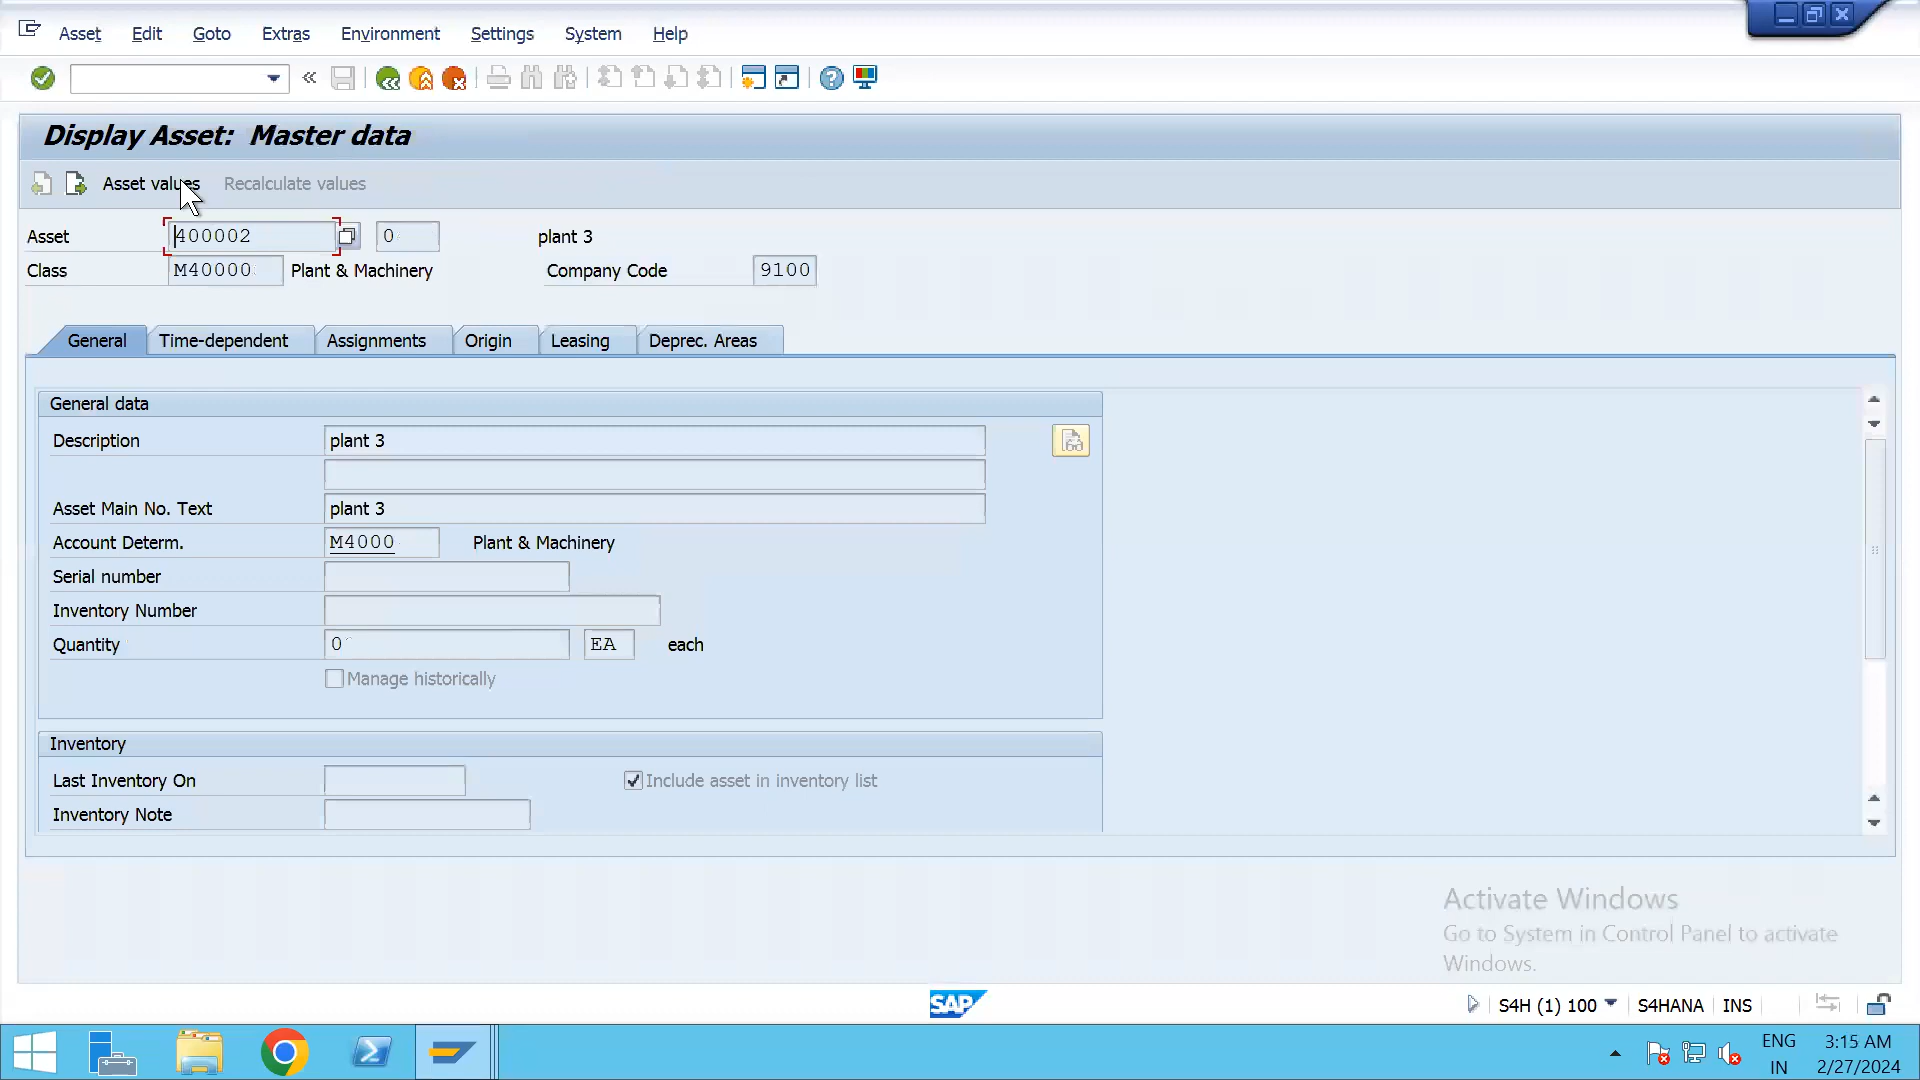 Asset Edit Goto Extras Environment Settings System Help
Display Asset: Master data
Asset values Recalculate values
Asset 400002 0 plant 3
Class M40000 Plant & Machinery Company Code 9100
General Time-dependent Assignments Origin Leasing Deprec. Areas
General data
Description plant 3
Asset Main No. Text plant 3
Account Determ. M4000 Plant & Machinery
Serial number
Inventory Number
Quantity 0 EA each
Manage historically
Inventory
Last Inventory On Include asset in inventory list
Inventory Note
Activate Windows
Go to System in Control Panel to activate
Windows.
SAP S4H (1) 100 S4HANA INS
ENG 3:15 AM
IN 2/27/2024